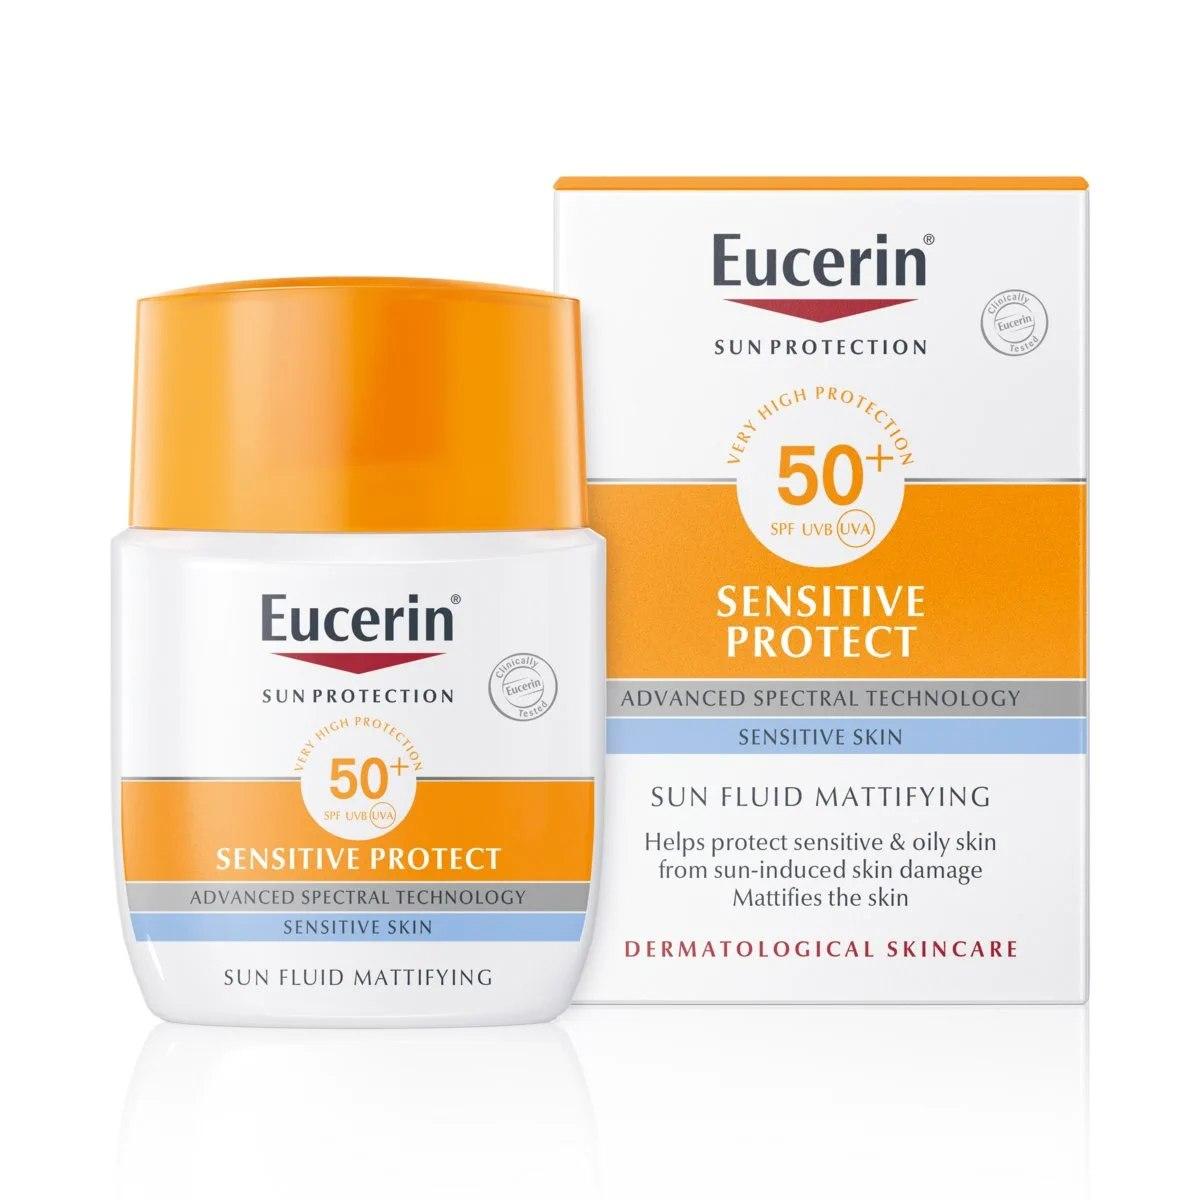 Eucerin®
SUN PROTECTION
Clinically
Eucerin
Tested
VERY HIGH PROTECTION
50+
SPF UVB UVA
SENSITIVE PROTECT
ADVANCED SPECTRAL TECHNOLOGY
SENSITIVE SKIN
SUN FLUID MATTIFYING
Eucerin®
SUN PROTECTION
Clinically
Eucerin
Tested
VERY HIGH PROTECTION
50+
SPF UVB UVA
SENSITIVE
PROTECT
ADVANCED SPECTRAL TECHNOLOGY
SENSITIVE SKIN
SUN FLUID MATTIFYING
Helps protect sensitive & oily skin
from sun-induced skin damage
Mattifies the skin
DERMATOLOGICAL SKINCARE